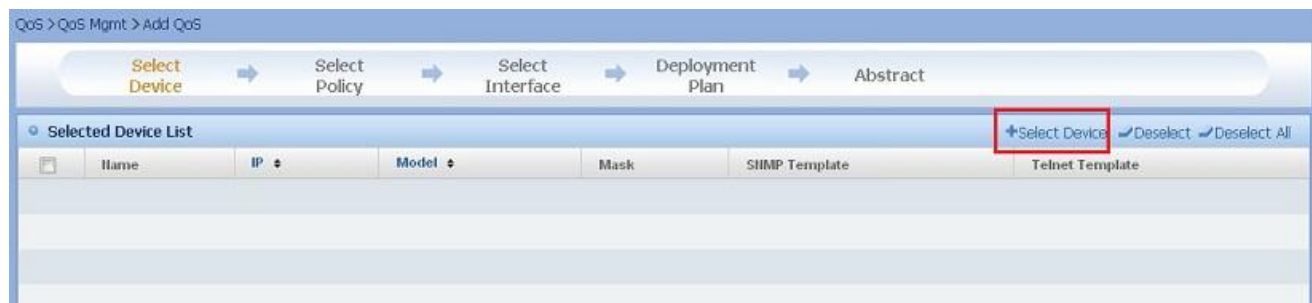 QoS > QoS Mgmt > Add QoS
Select Device
Select Policy
Select Interface
Deployment Plan
Abstract
Selected Device List
Select Device Deselect Deselect All
Name IP Model Mask SNMP Template Telnet Template